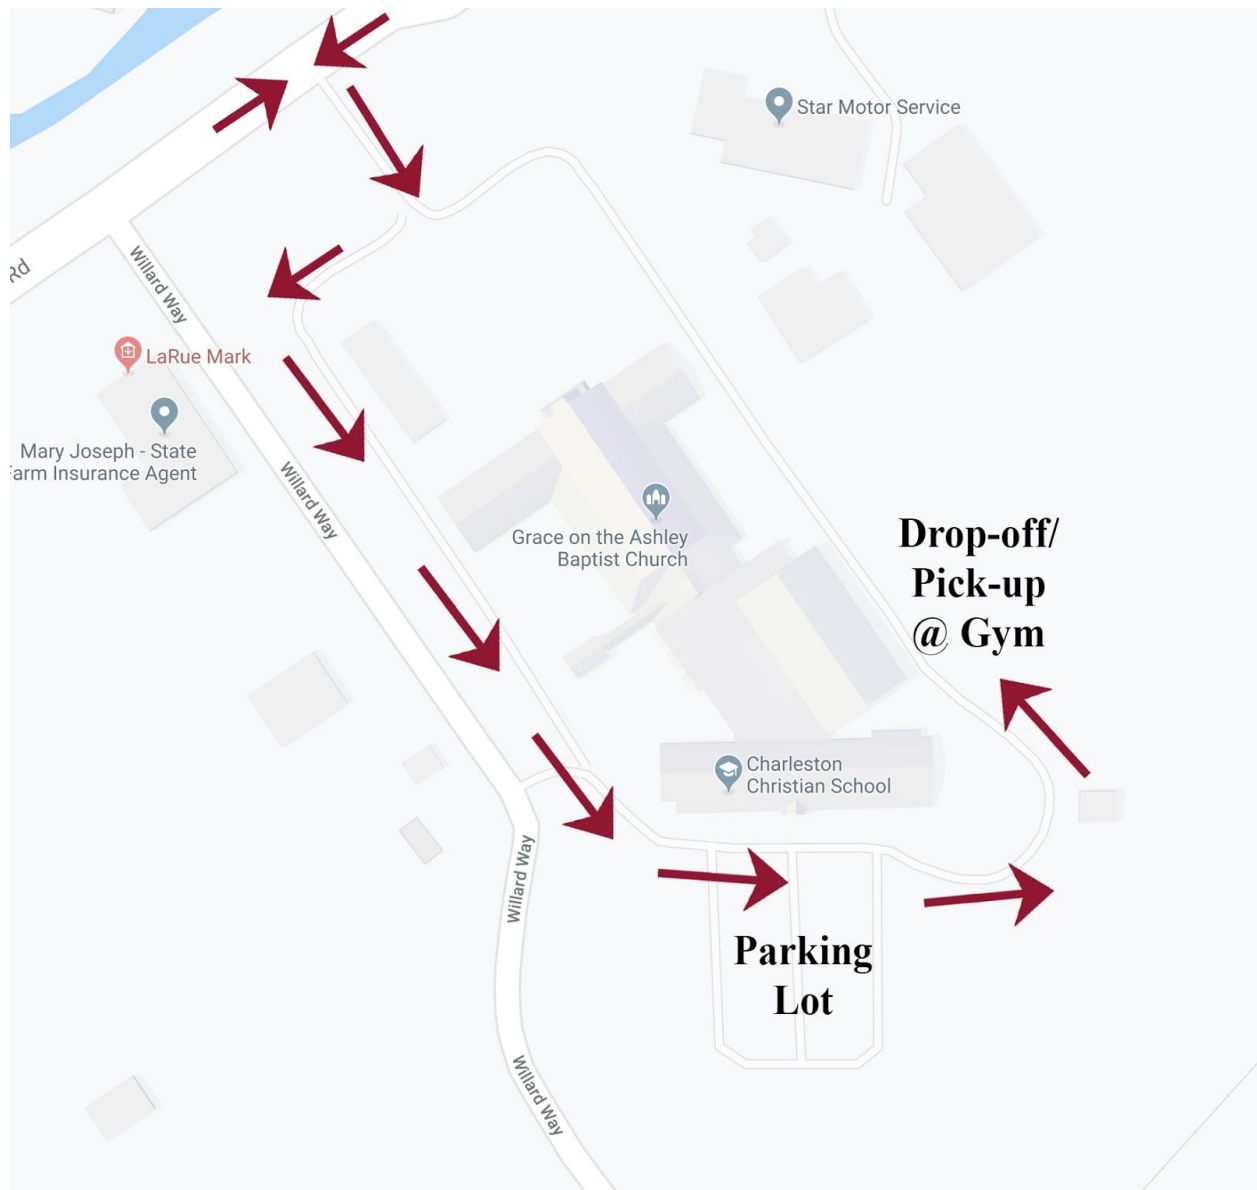 Star Motor Service
Rd
Willard Way
LaRue Mark
Mary Joseph - State
Farm Insurance Agent
Willard Way
Grace on the Ashley
Baptist Church
Drop-off/
Pick-up
@ Gym
Charleston
Christian School
Willard Way
Parking
Lot
Willard Way